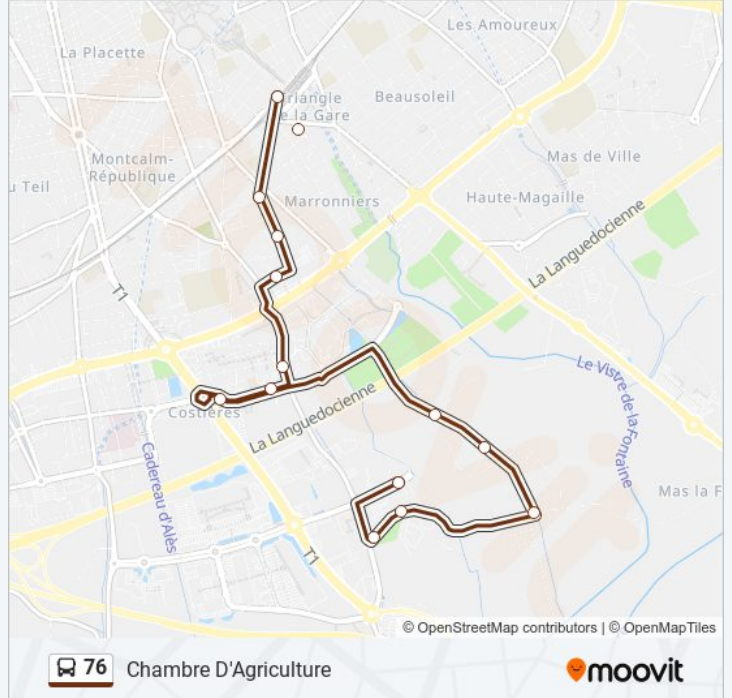 Les Amoureux
La Placette
Triangle
de la Gare
Beausoleil
Montcalm-
République
Mas de Ville
u Teil
Marronniers
Haute-Magaille
La Languedocienne
T1
Le Vistre de la Fontaine
Costières
La Languedocienne
Cadereau d'Alès
Mas la F
T1
© OpenStreetMap contributors | © OpenMapTiles
76 Chambre D'Agriculture
moovit